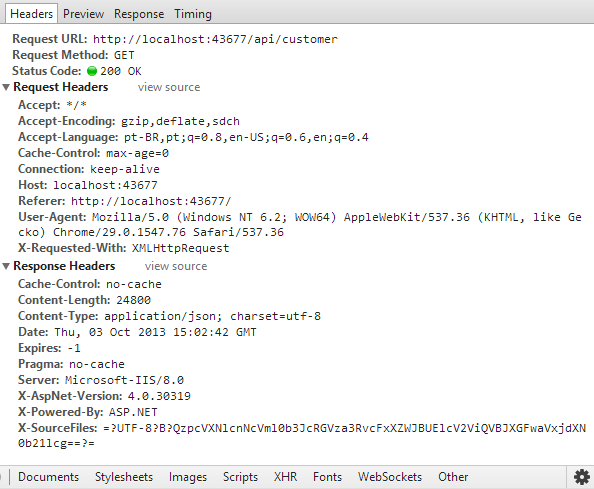 Headers Preview Response Timing
Request URL: http://localhost:43677/api/customer
Request Method: GET
Status Code: 200 OK
Request Headers view source
Accept: */*
Accept-Encoding: gzip,deflate,sdch
Accept-Language: pt-BR,pt;q=0.8,en-US;q=0.6,en;q=0.4
Cache-Control: max-age=0
Connection: keep-alive
Host: localhost:43677
Referer: http://localhost:43677/
User-Agent: Mozilla/5.0 (Windows NT 6.2; WOW64) AppleWebKit/537.36 (KHTML, like Ge
cko) Chrome/29.0.1547.76 Safari/537.36
X-Requested-With: XMLHttpRequest
Response Headers view source
Cache-Control: no-cache
Content-Length: 24800
Content-Type: application/json; charset=utf-8
Date: Thu, 03 Oct 2013 15:02:42 GMT
Expires: -1
Pragma: no-cache
Server: Microsoft-IIS/8.0
X-AspNet-Version: 4.0.30319
X-Powered-By: ASP.NET
X-SourceFiles: =?UTF-8?B?QzpcVXNlcnNcVml0b3JcRGVza3RvcFxXZWJBUElcV2ViQVBJXGFwaVxjdXN
0b21lcg==?=
Documents Stylesheets Images Scripts XHR Fonts WebSockets Other